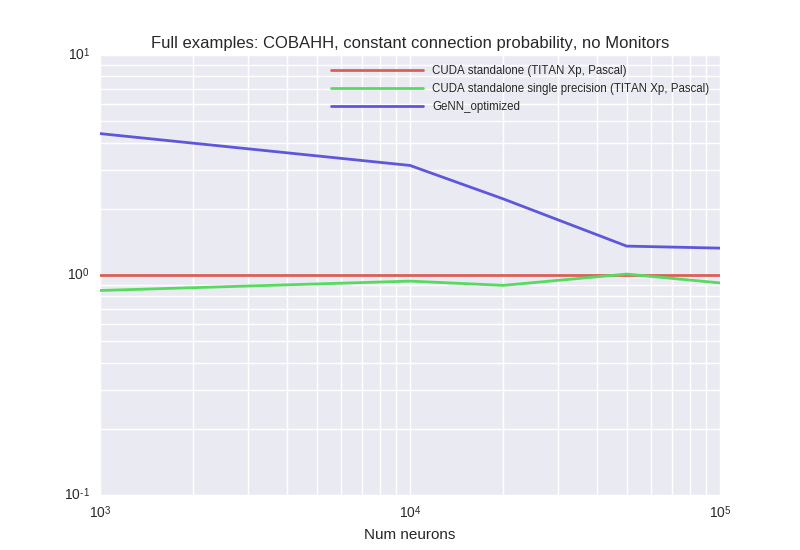 Full examples: COBAHH, constant connection probability, no Monitors
10¹
CUDA standalone (TITAN Xp, Pascal)
CUDA standalone single precision (TITAN Xp, Pascal)
GeNN_optimized
10⁰
10⁻¹
10³ 10⁴ 10⁵
Num neurons